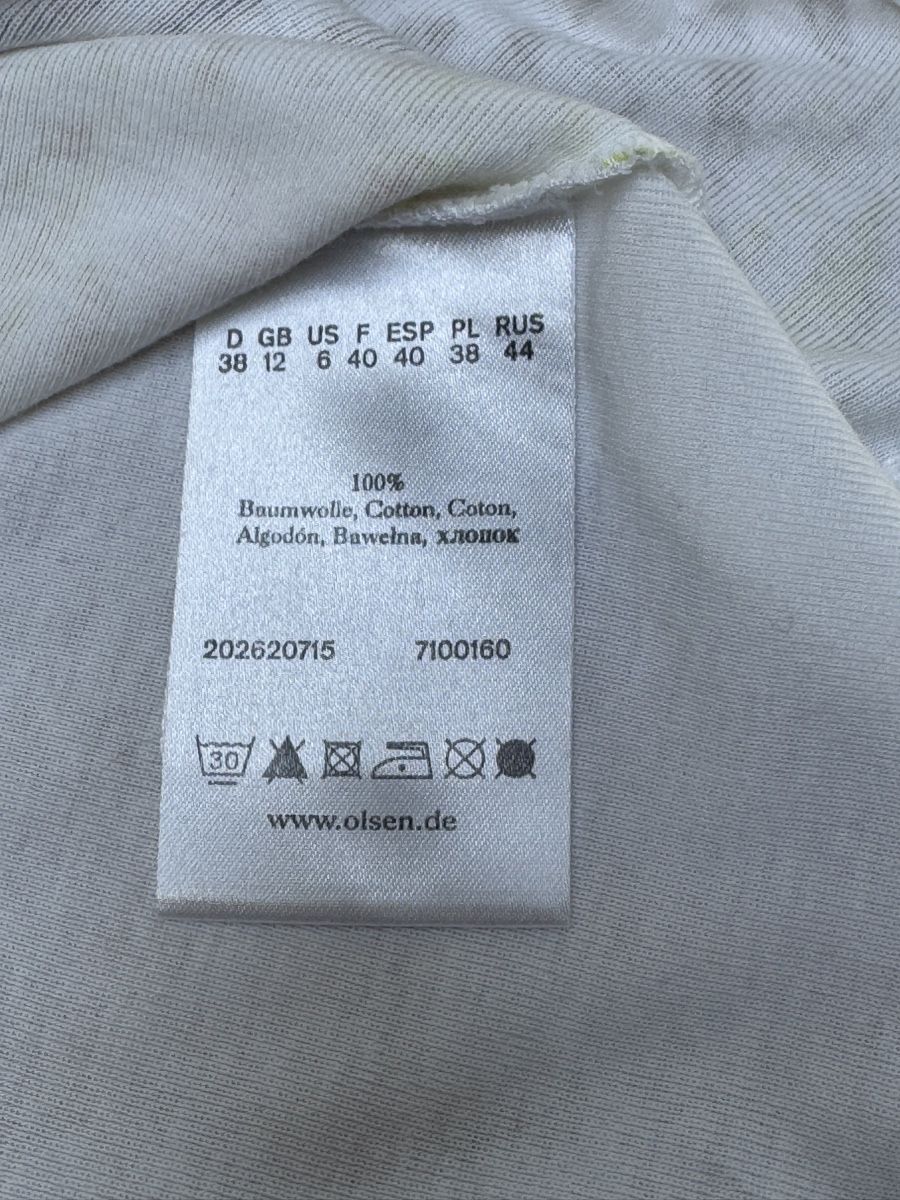 D GB US F ESP PL RUS
38 12 6 40 40 38 44
100%
Baumwolle, Cotton, Coton,
Algodón, Bawełna, хлопок
202620715 7100160
30
www.olsen.de